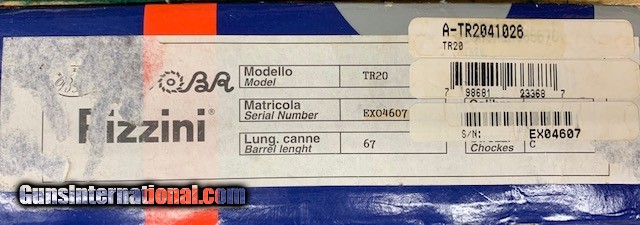 A-TR2041026
TR20
BR
Rizzini®
Modello
Model
TR20
Matricola
Serial Number
EX04607
Lung. canne
Barrel lenght
67
7 98681 23368 7
S/N: EX04607
Chockes
C
GunsInternational.com